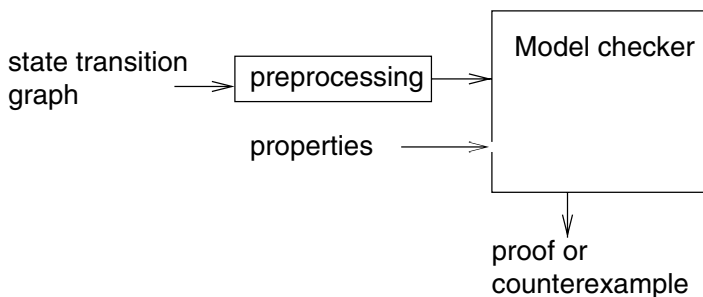 state transition
graph
preprocessing
Model checker
properties
proof or
counterexample